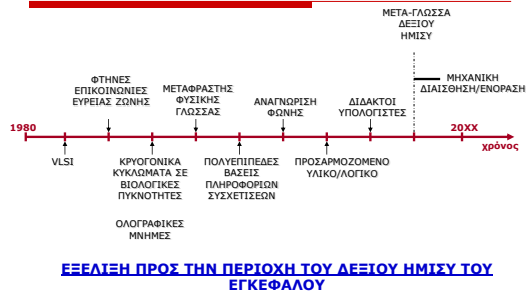 ΜΕΤΑ-ΓΛΩΣΣΑ
ΔΕΞΙΟΥ
ΗΜΙΣΥ
ΜΗΧΑΝΙΚΗ
ΔΙΑΙΣΘΗΣΗ/ΕΝΟΡΑΣΗ
ΦΤΗΝΕΣ
ΕΠΙΚΟΙΝΩΝΙΕΣ
ΕΥΡΕΙΑΣ ΖΩΝΗΣ
ΜΕΤΑΦΡΑΣΤΗΣ
ΦΥΣΙΚΗΣ
ΓΛΩΣΣΑΣ
ΑΝΑΓΝΩΡΙΣΗ
ΦΩΝΗΣ
ΔΙΔΑΚΤΟΙ
ΥΠΟΛΟΓΙΣΤΕΣ
1980
20ΧΧ
χρόνος
VLSI
ΚΡΥΟΓΟΝΙΚΑ
ΚΥΚΛΩΜΑΤΑ ΣΕ
ΒΙΟΛΟΓΙΚΕΣ
ΠΥΚΝΟΤΗΤΕΣ
ΟΛΟΓΡΑΦΙΚΕΣ
ΜΝΗΜΕΣ
ΠΟΛΥΕΠΙΠΕΔΕΣ
ΒΑΣΕΙΣ
ΠΛΗΡΟΦΟΡΙΩΝ
ΣΥΣΧΕΤΙΣΕΩΝ
ΠΡΟΣΑΡΜΟΖΟΜΕΝΟ
ΥΛΙΚΟ/ΛΟΓΙΚΟ
ΕΞΕΛΙΞΗ ΠΡΟΣ ΤΗΝ ΠΕΡΙΟΧΗ ΤΟΥ ΔΕΞΙΟΥ ΗΜΙΣΥ ΤΟΥ
ΕΓΚΕΦΑΛΟΥ